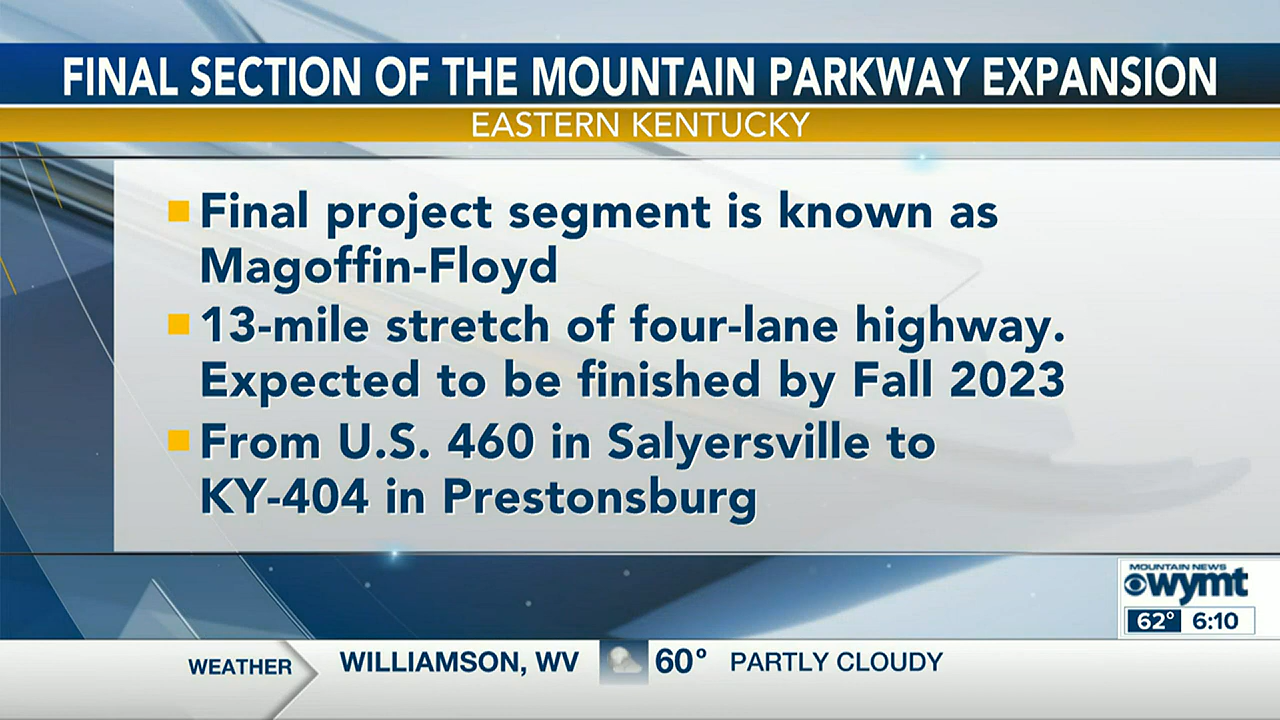 FINAL SECTION OF THE MOUNTAIN PARKWAY EXPANSION
EASTERN KENTUCKY
Final project segment is known as
Magoffin-Floyd
13-mile stretch of four-lane highway.
Expected to be finished by Fall 2023
From U.S. 460 in Salyersville to
KY-404 in Prestonsburg
MOUNTAIN NEWS
wymt
62° 6:10
WEATHER WILLIAMSON, WV 60° PARTLY CLOUDY